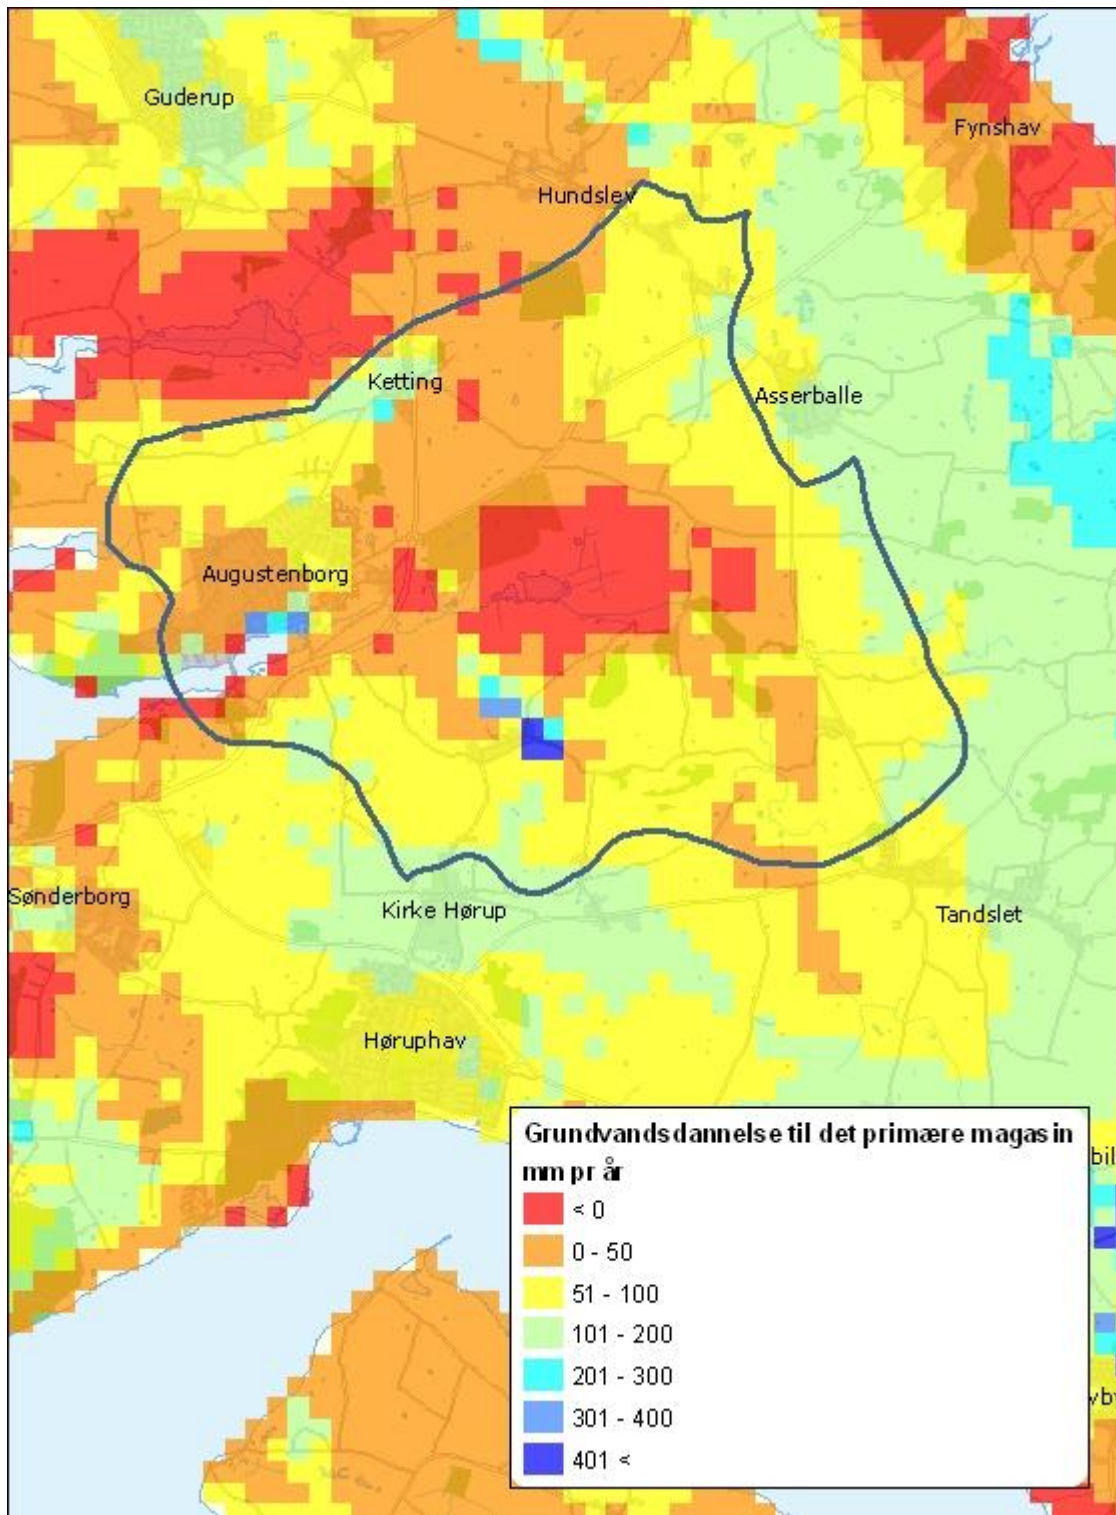 Guderup
Fynshav
Hundslev
Ketting
Asserballe
Augustenborg
Sønderborg
Kirke Hørup
Tandslet
Høruphav
Grundvandsdannelse til det primære magasin
mm pr år
< 0
0 - 50
51 - 100
101 - 200
201 - 300
301 - 400
401 <